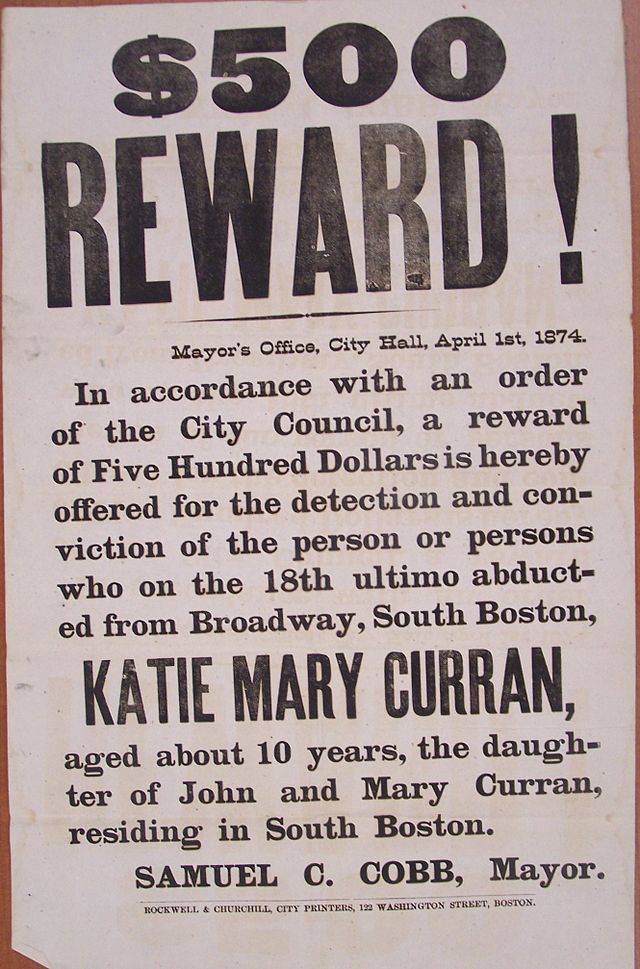 $500
REWARD!
Mayor's Office, City Hall, April 1st, 1874.
In accordance with an order
of the City Council, a reward
of Five Hundred Dollars is hereby
offered for the detection and con-
viction of the person or persons
who on the 18th ultimo abduct-
ed from Broadway, South Boston,
KATIE MARY CURRAN,
aged about 10 years, the daugh-
ter of John and Mary Curran,
residing in South Boston.
SAMUEL C. COBB, Mayor.
ROCKWELL & CHURCHILL, CITY PRINTERS, 122 WASHINGTON STREET, BOSTON.